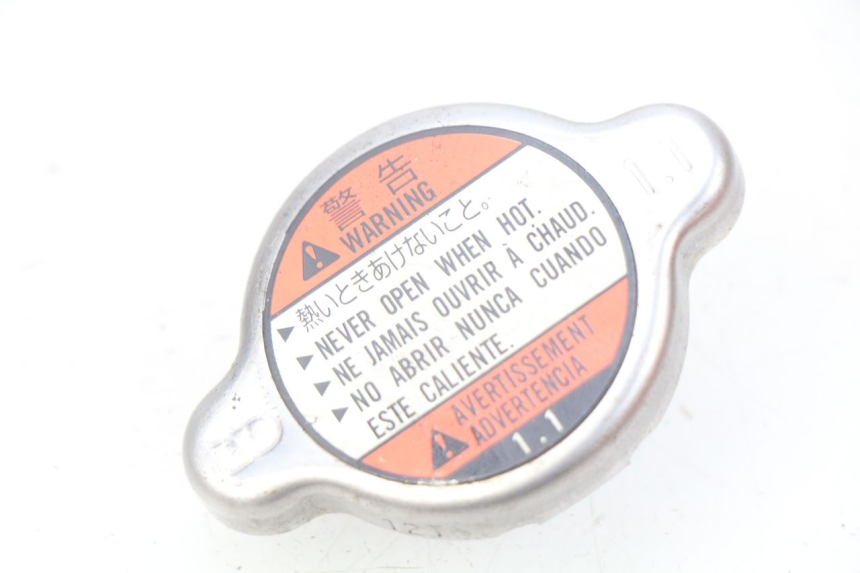 警告
WARNING
▶熱いときあけないこと。
▶NEVER OPEN WHEN HOT.
▶NE JAMAIS OUVRIR À CHAUD.
▶NO ABRIR NUNCA CUANDO
ESTE CALIENTE.
AVERTISSEMENT
ADVERTENCIA
1.1